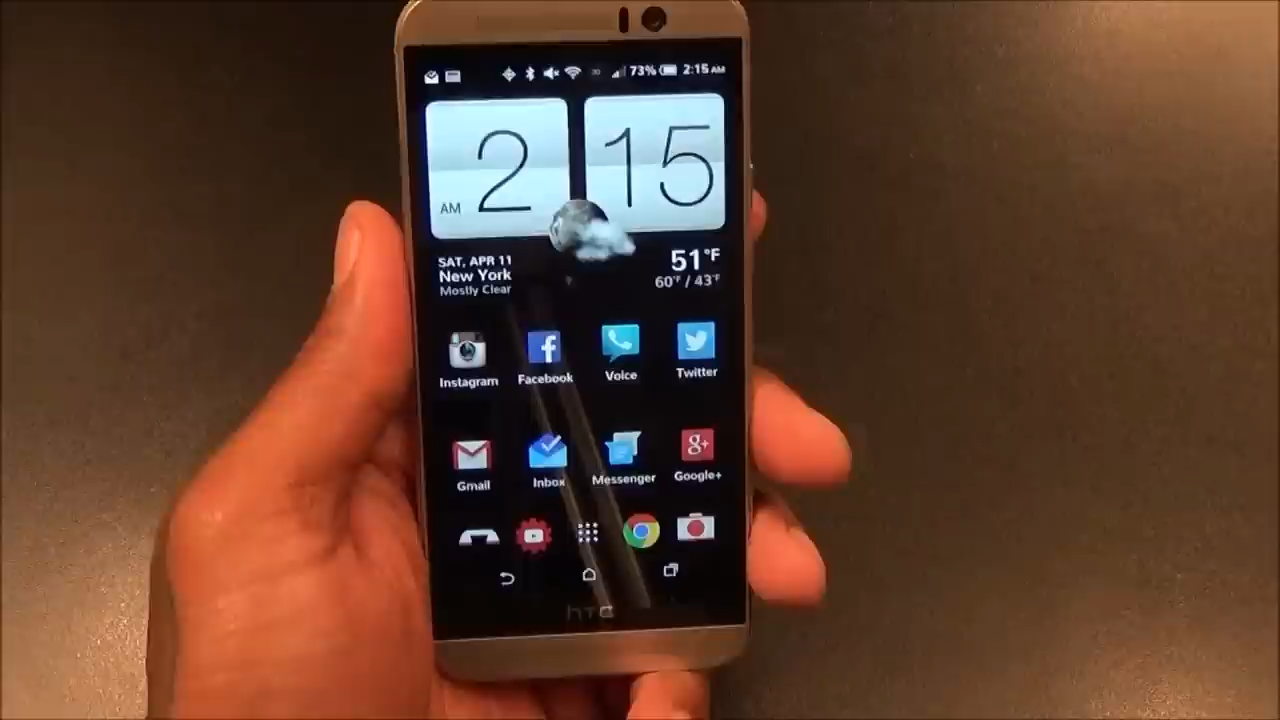 73% 2:15 AM
2 15
AM
SAT, APR 11
New York
Mostly Clear
51°F
60°F / 43°F
Instagram Facebook Voice Twitter
Gmail Inbox Messenger Google+
hTC